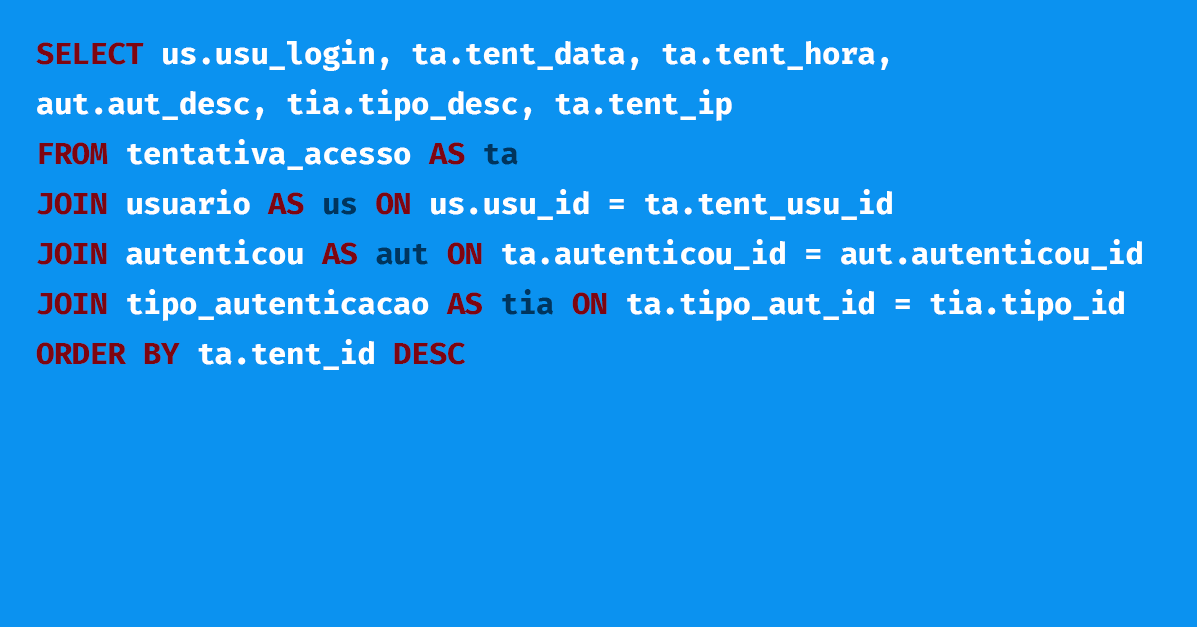 SELECT us.usu_login, ta.tent_data, ta.tent_hora,
aut.aut_desc, tia.tipo_desc, ta.tent_ip
FROM tentativa_acesso AS ta
JOIN usuario AS us ON us.usu_id = ta.tent_usu_id
JOIN autenticou AS aut ON ta.autenticou_id = aut.autenticou_id
JOIN tipo_autenticacao AS tia ON ta.tipo_aut_id = tia.tipo_id
ORDER BY ta.tent_id DESC